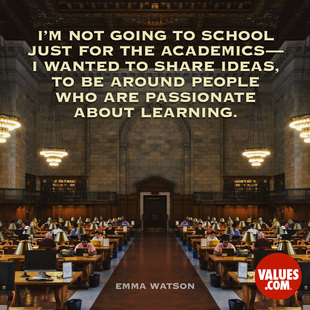 I'M NOT GOING TO SCHOOL
JUST FOR THE ACADEMICS—
I WANTED TO SHARE IDEAS,
TO BE AROUND PEOPLE
WHO ARE PASSIONATE
ABOUT LEARNING.
EMMA WATSON
VALUES
.COM